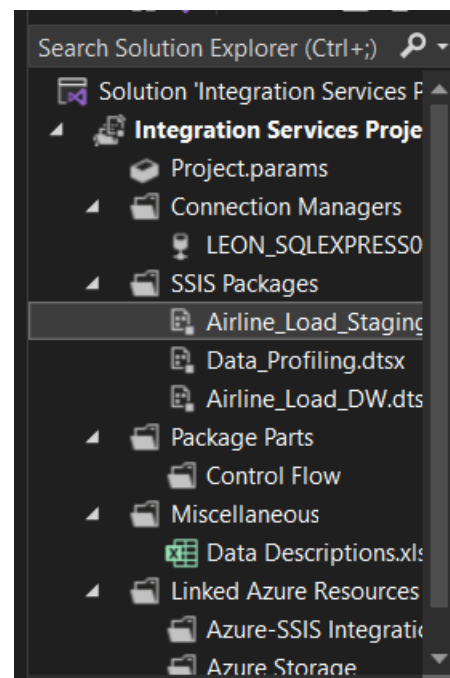 Search Solution Explorer (Ctrl+;)
Solution 'Integration Services P
Integration Services Proje
Project.params
Connection Managers
LEON_SQLEXPRESS0
SSIS Packages
Airline_Load_Staging
Data_Profiling.dtsx
Airline_Load_DW.dts
Package Parts
Control Flow
Miscellaneous
Data Descriptions.xls
Linked Azure Resources
Azure-SSIS Integratio
Azure Storage